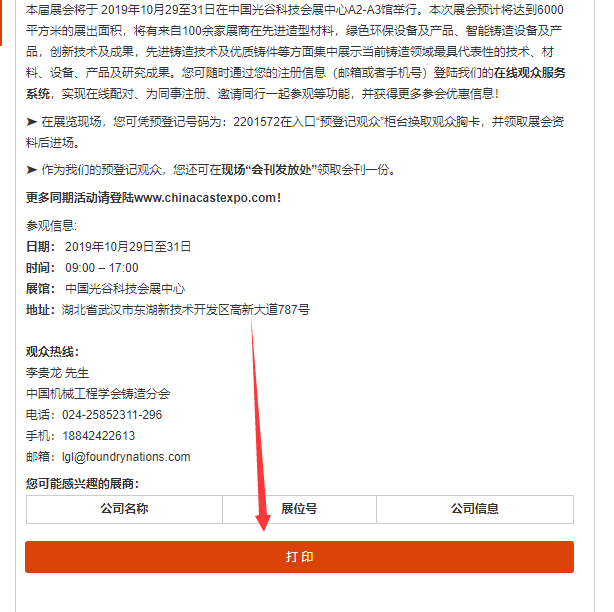 本届展会将于 2019年10月29至31日在中国光谷科技会展中心A2-A3馆举行。本次展会预计将达到6000
平方米的展出面积，将有来自100余家展商在先进造型材料，绿色环保设备及产品、智能铸造设备及产
品，创新技术及成果，先进铸造技术及优质铸件等方面集中展示当前铸造领域最具代表性的技术、材
料、设备、产品及研究成果。您可随时通过您的注册信息（邮箱或者手机号）登陆我们的在线观众服务
系统，实现在线配对、为同事注册、邀请同行一起参观等功能，并获得更多参会优惠信息！
➤ 在展览现场，您可凭预登记号码为：2201572在入口“预登记观众”柜台换取观众胸卡，并领取展会资
料后进场。
➤ 作为我们的预登记观众，您还可在现场“会刊发放处”领取会刊一份。
更多同期活动请登陆www.chinacastexpo.com！
参观信息:
日期： 2019年10月29日至31日
时间： 09:00 – 17:00
展馆： 中国光谷科技会展中心
地址：湖北省武汉市东湖新技术开发区高新大道787号
观众热线：
李贵龙 先生
中国机械工程学会铸造分会
电话：024-25852311-296
手机：18842422613
邮箱：lgl@foundrynations.com
您可能感兴趣的展商：
公司名称 展位号 公司信息
打 印